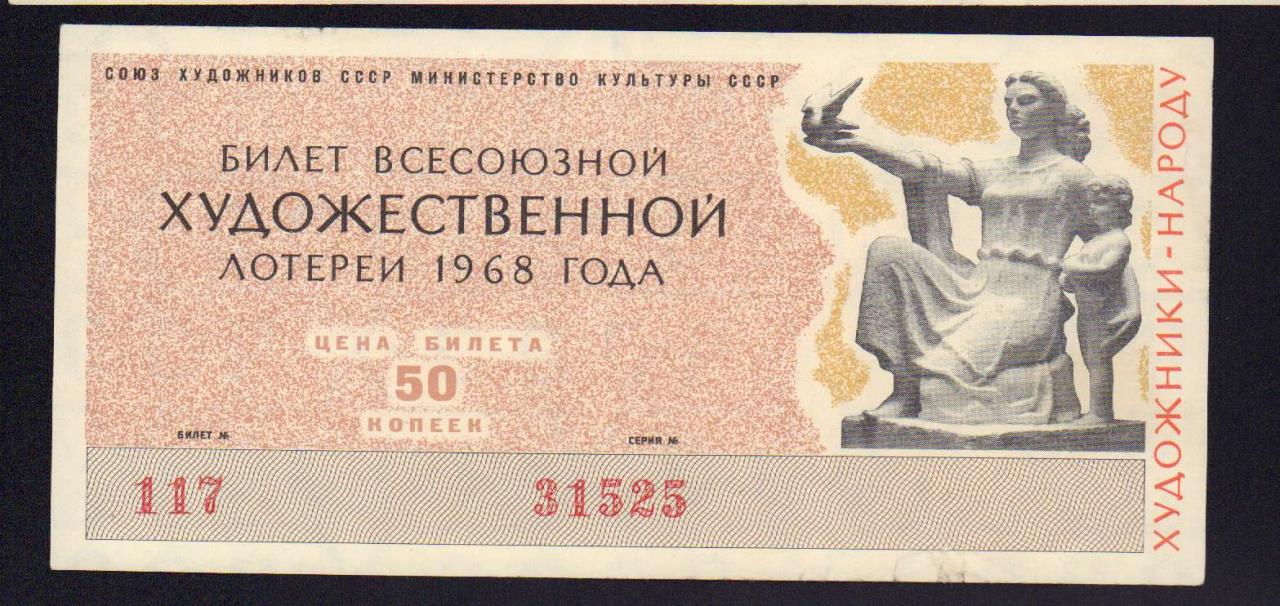 СОЮЗ ХУДОЖНИКОВ СССР МИНИСТЕРСТВО КУЛЬТУРЫ СССР
БИЛЕТ ВСЕСОЮЗНОЙ
ХУДОЖЕСТВЕННОЙ
ЛОТЕРЕИ 1968 ГОДА
ЦЕНА БИЛЕТА
50
КОПЕЕК
БИЛЕТ № СЕРИЯ №
117 31525
ХУДОЖНИКИ-НАРОДУ